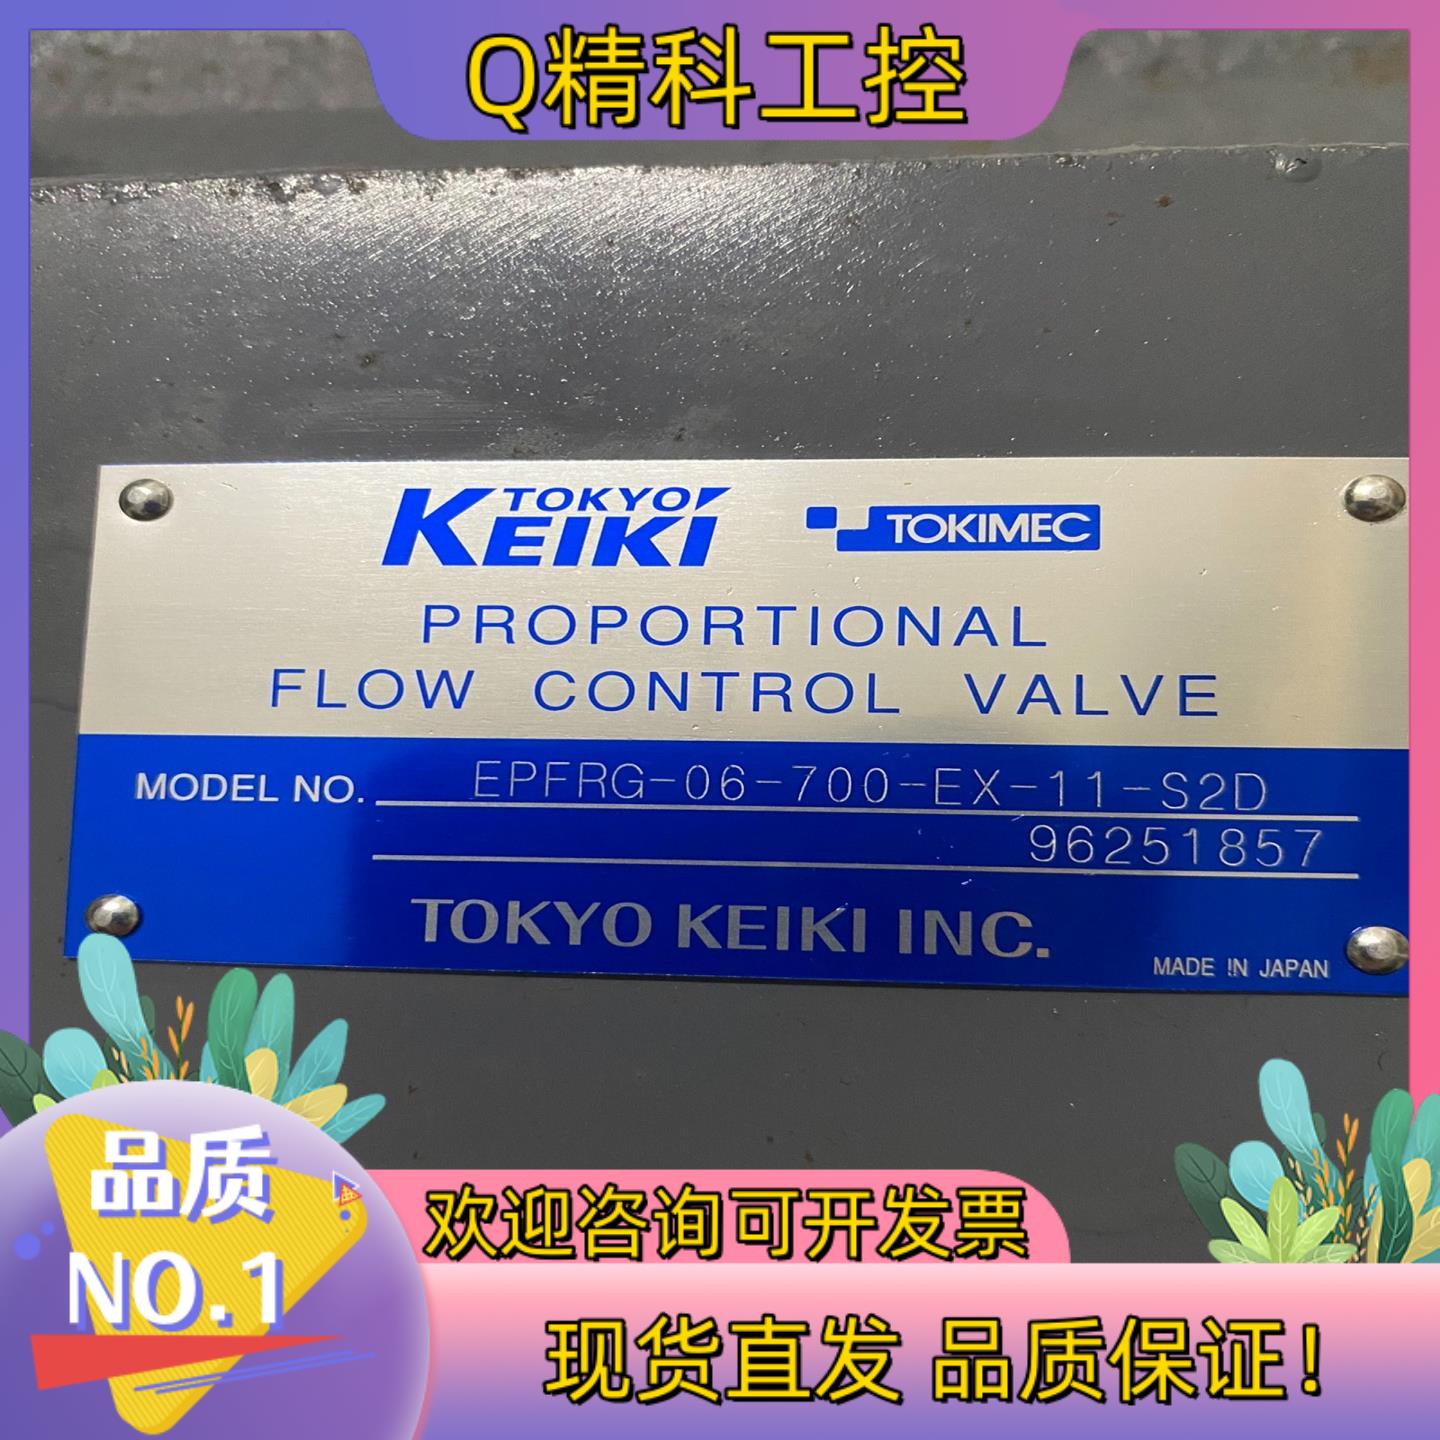 Q精科工控
TOKYO KEIKI
TOKIMEC
PROPORTIONAL
FLOW CONTROL VALVE
MODEL NO. EPFRG-06-700-EX-11-S2D
96251857
TOKYO KEIKI INC.
MADE IN JAPAN
品质
NO.1
欢迎咨询可开发票
现货直发 品质保证!